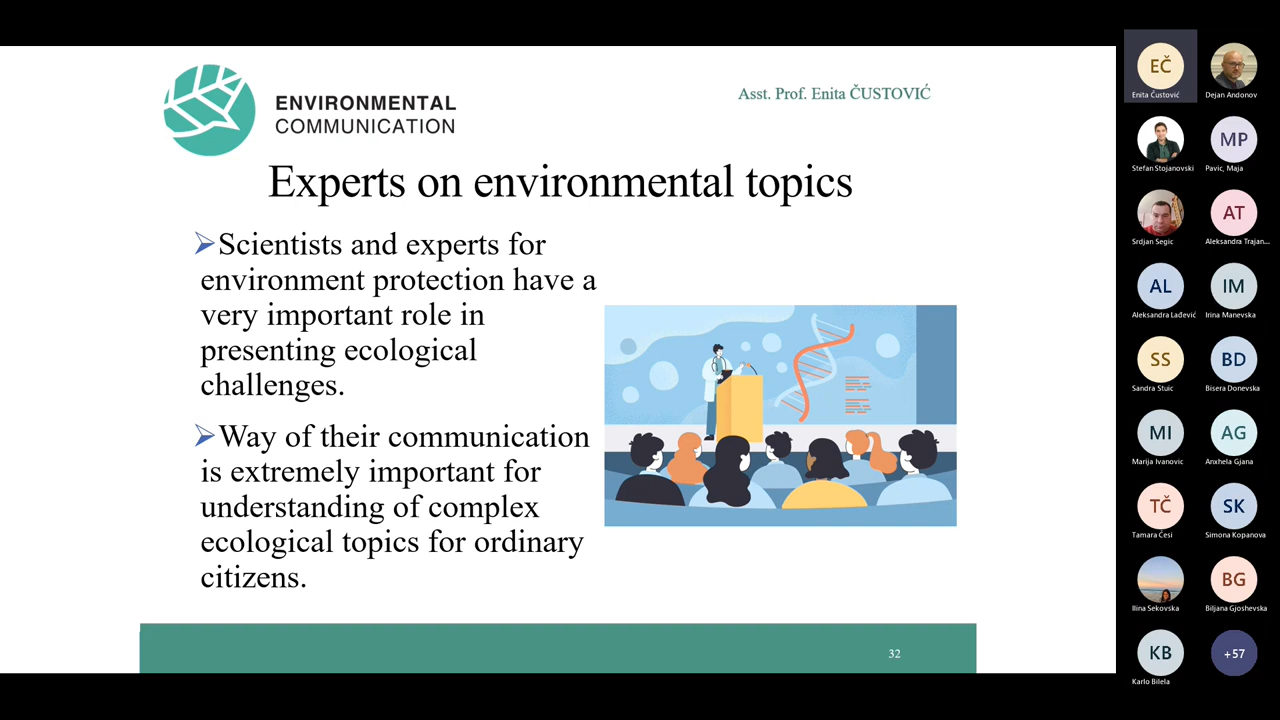 ENVIRONMENTAL
COMMUNICATION
Asst. Prof. Enita ČUSTOVIĆ
Experts on environmental topics
➢Scientists and experts for
environment protection have a
very important role in
presenting ecological
challenges.
➢Way of their communication
is extremely important for
understanding of complex
ecological topics for ordinary
citizens.
32
EČ
Enita Čustović
Dejan Andonov
Stefan Stojanovski
MP
Pavic, Maja
Srdjan Segic
AT
Aleksandra Trajan...
AL
Aleksandra Lađević
IM
Irina Manevska
SS
Sandra Stuic
BD
Bisera Donevska
MI
Marija Ivanovic
AG
Anxhela Gjana
TČ
Tamara Česi
SK
Simona Kopanova
Ilina Sekovska
BG
Biljana Gjoshevska
KB
Karlo Bilela
+57